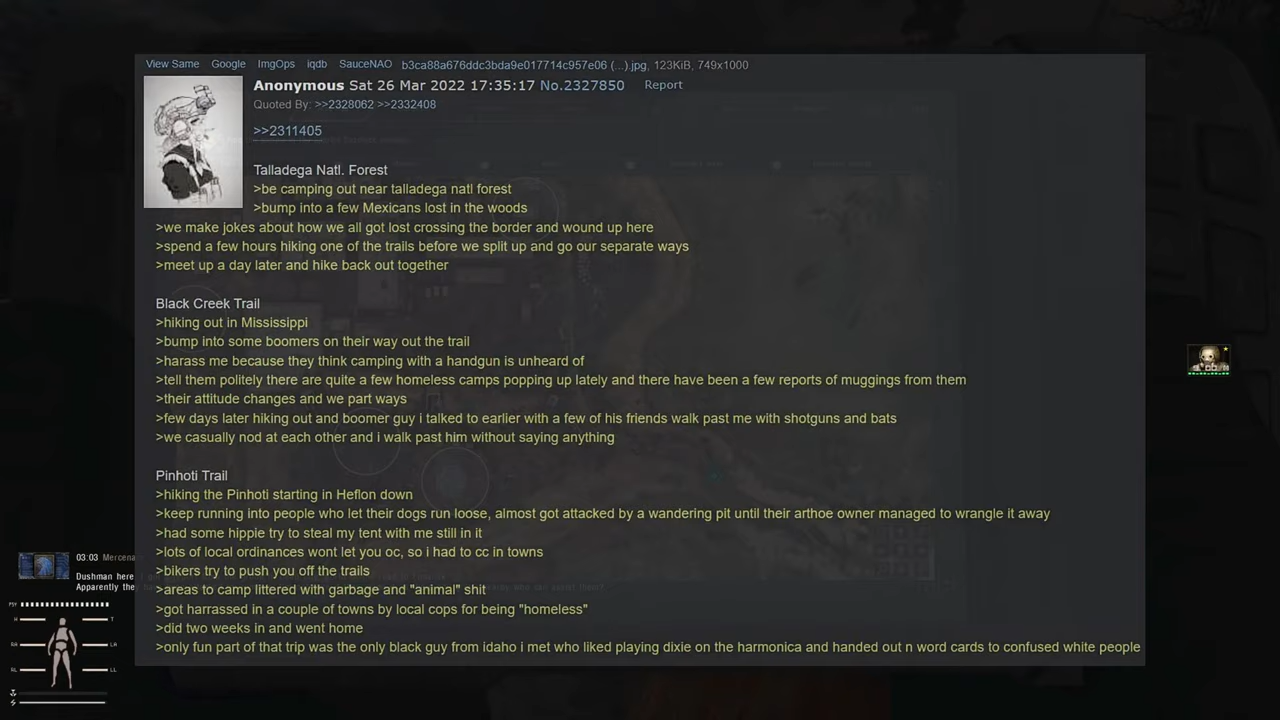 View Same Google ImgOps iqdb SauceNAO b3ca88a676ddc3bda9e017714c957e06 (...).jpg, 123KiB, 749x1000
Anonymous Sat 26 Mar 2022 17:35:17 No.2327850 Report
Quoted By: >>2328062 >>2332408
>>2311405
Talladega Natl. Forest
>be camping out near talladega natl forest
>bump into a few Mexicans lost in the woods
>we make jokes about how we all got lost crossing the border and wound up here
>spend a few hours hiking one of the trails before we split up and go our separate ways
>meet up a day later and hike back out together
Black Creek Trail
>hiking out in Mississippi
>bump into some boomers on their way out the trail
>harass me because they think camping with a handgun is unheard of
>tell them politely there are quite a few homeless camps popping up lately and there have been a few reports of muggings from them
>their attitude changes and we part ways
>few days later hiking out and boomer guy i talked to earlier with a few of his friends walk past me with shotguns and bats
>we casually nod at each other and i walk past him without saying anything
Pinhoti Trail
>hiking the Pinhoti starting in Heflon down
>keep running into people who let their dogs run loose, almost got attacked by a wandering pit until their arthoe owner managed to wrangle it away
>had some hippie try to steal my tent with me still in it
>lots of local ordinances wont let you oc, so i had to cc in towns
>bikers try to push you off the trails
>areas to camp littered with garbage and "animal" shit
>got harrassed in a couple of towns by local cops for being "homeless"
>did two weeks in and went home
>only fun part of that trip was the only black guy from idaho i met who liked playing dixie on the harmonica and handed out n word cards to confused white people
03:03 Mercena
Dushman here
Apparently the
PSY
H T
RA LA
RL LL